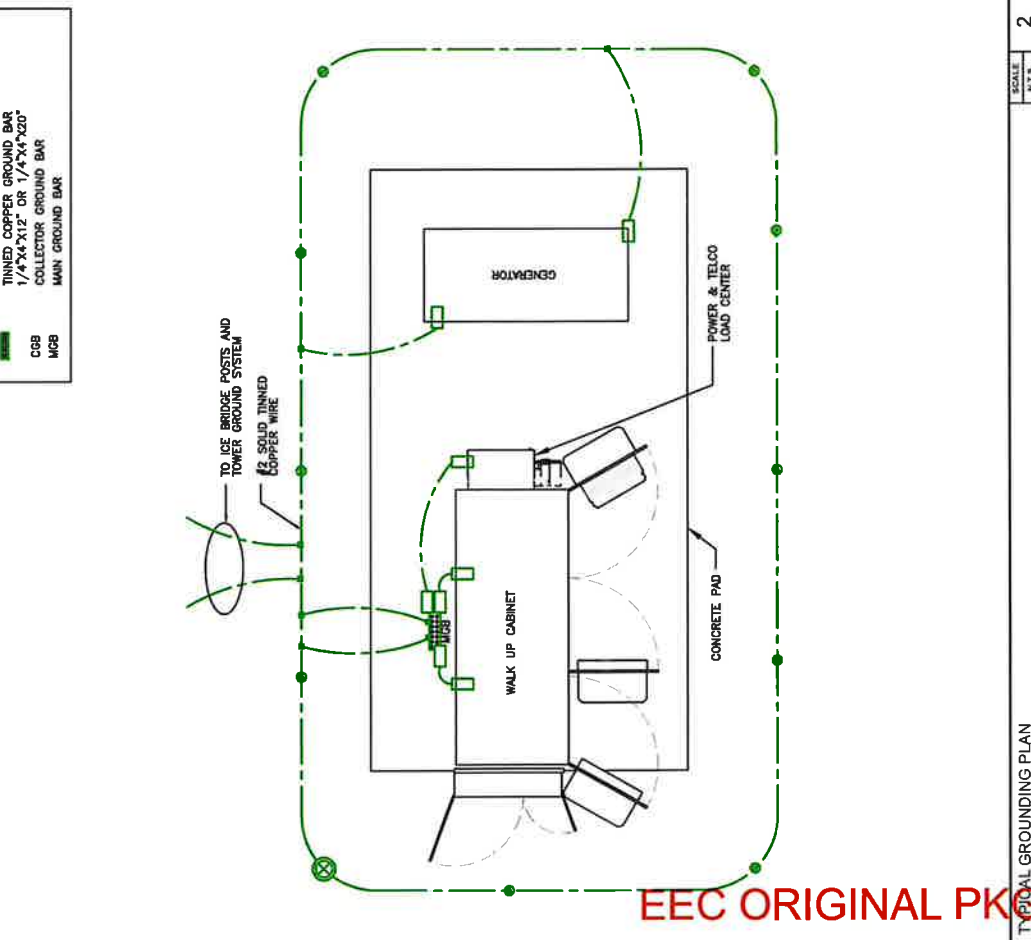 TINNED COPPER GROUND BAR
1/4"X4"X12" OR 1/4"X4"X20"
CGB COLLECTOR GROUND BAR
MGB MAIN GROUND BAR
TO ICE BRIDGE POSTS AND
TOWER GROUND SYSTEM
#2 SOLID TINNED
COPPER WIRE
GENERATOR
POWER & TELCO
LOAD CENTER
MGB
WALK UP CABINET
CONCRETE PAD
TYPICAL GROUNDING PLAN
SCALE
2
EEC ORIGINAL PKG